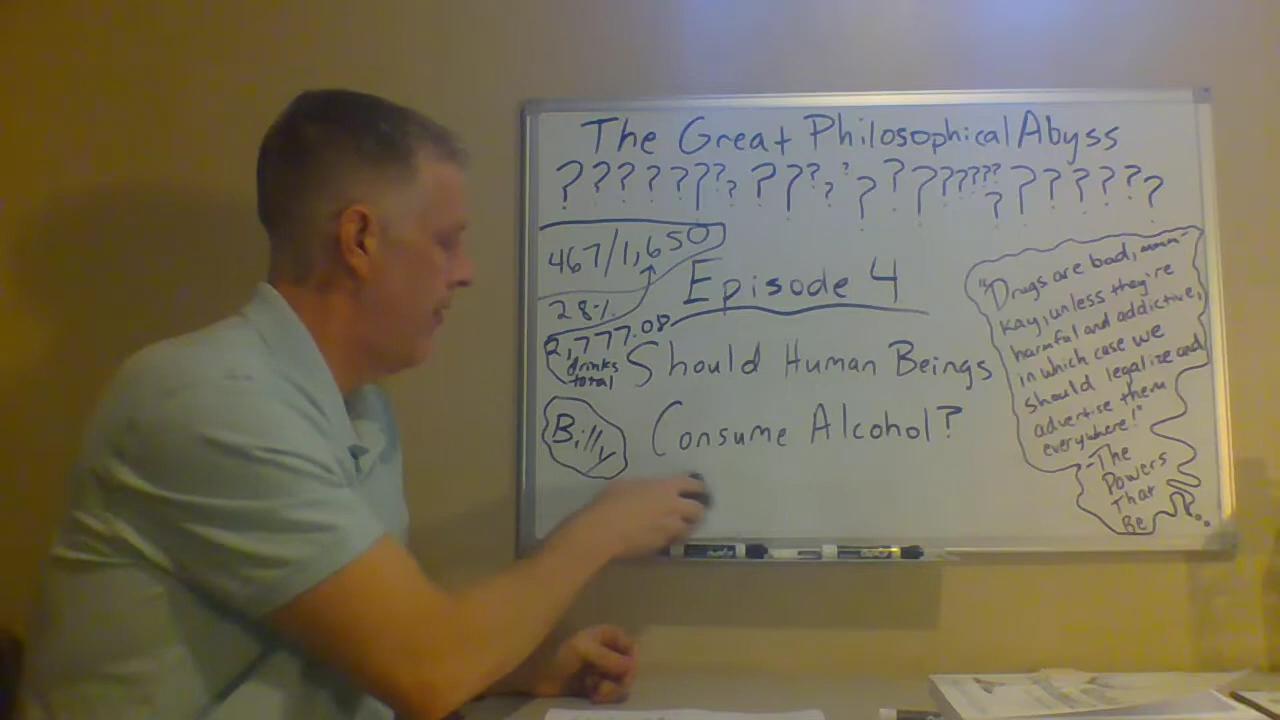 The Great Philosophical Abyss
????????????????????????????
467/1,650
28%
2,777.08
drinks
total
Billy
Episode 4
Should Human Beings
Consume Alcohol?
"Drugs are bad, mmm-
kay, unless they're
harmful and addictive,
in which case we
should legalize and
advertise them
everywhere!"
-The
Powers
That
Be